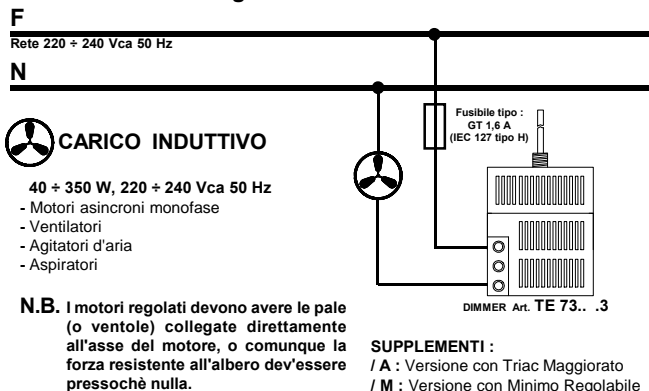 F
Rete 220 ÷ 240 Vca 50 Hz
N
Fusibile tipo :
GT 1,6 A
(IEC 127 tipo H)
CARICO INDUTTIVO
40 ÷ 350 W, 220 ÷ 240 Vca 50 Hz
- Motori asincroni monofase
- Ventilatori
- Agitatori d'aria
- Aspiratori
DIMMER Art. TE 73.. .3
N.B. I motori regolati devono avere le pale
(o ventole) collegate direttamente
all'asse del motore, o comunque la
forza resistente all'albero dev'essere
pressochè nulla.
SUPPLEMENTI :
/ A : Versione con Triac Maggiorato
/ M : Versione con Minimo Regolabile